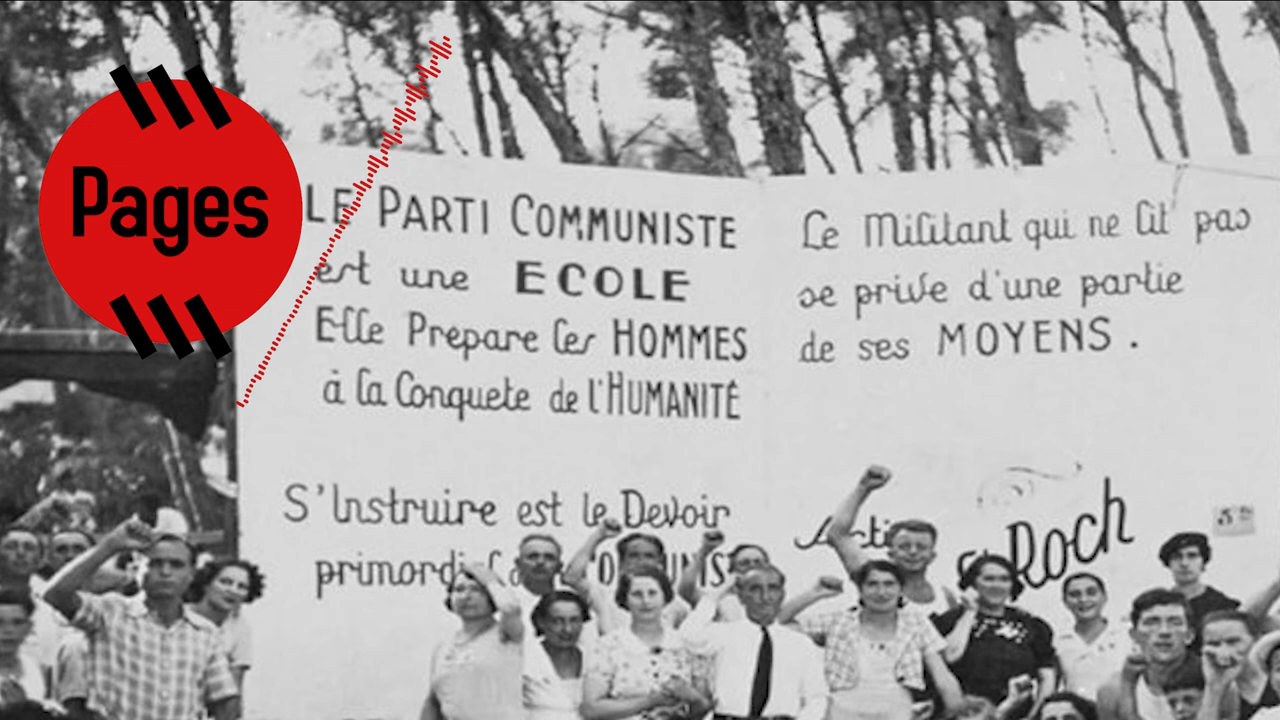 Pages
LE PARTI COMMUNISTE
est une ECOLE
Elle Prepare les HOMMES
à la Conquete de l'HUMANITÉ
S'Instruire est le Devoir
Le Militant qui ne lit pas
se prive d'une partie
de ses MOYENS.
Roch